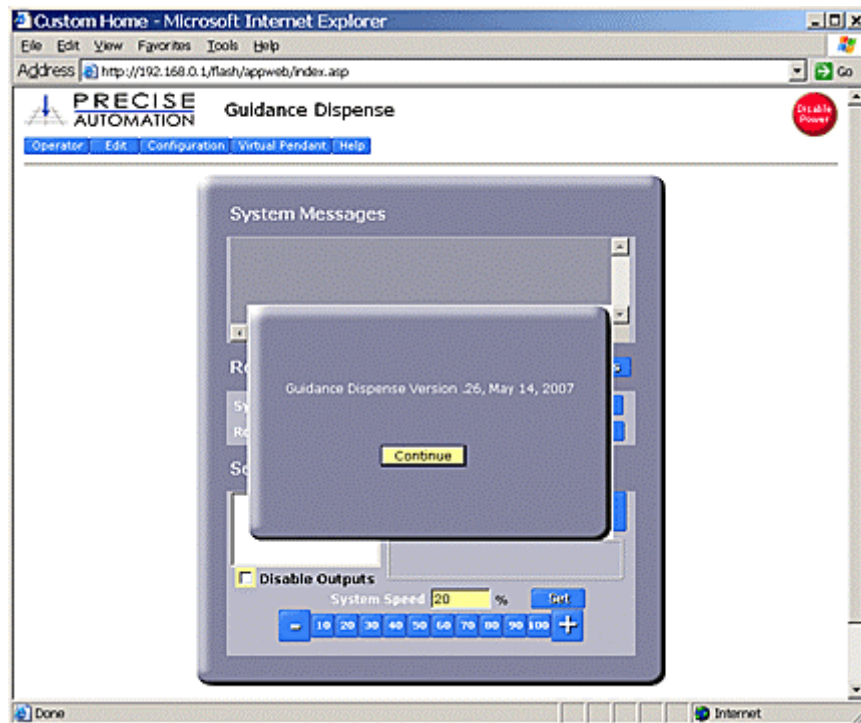 Custom Home - Microsoft Internet Explorer
File Edit View Favorites Tools Help
Address http://192.168.0.1/flash/appweb/index.asp Go
PRECISE
AUTOMATION
Guidance Dispense
Disable
Power
Operator Edit Configuration Virtual Pendant Help
System Messages
Guidance Dispense Version .26, May 14, 2007
Continue
Disable Outputs
System Speed 20 % Set
- 10 20 30 40 50 60 70 80 90 100 +
Done Internet